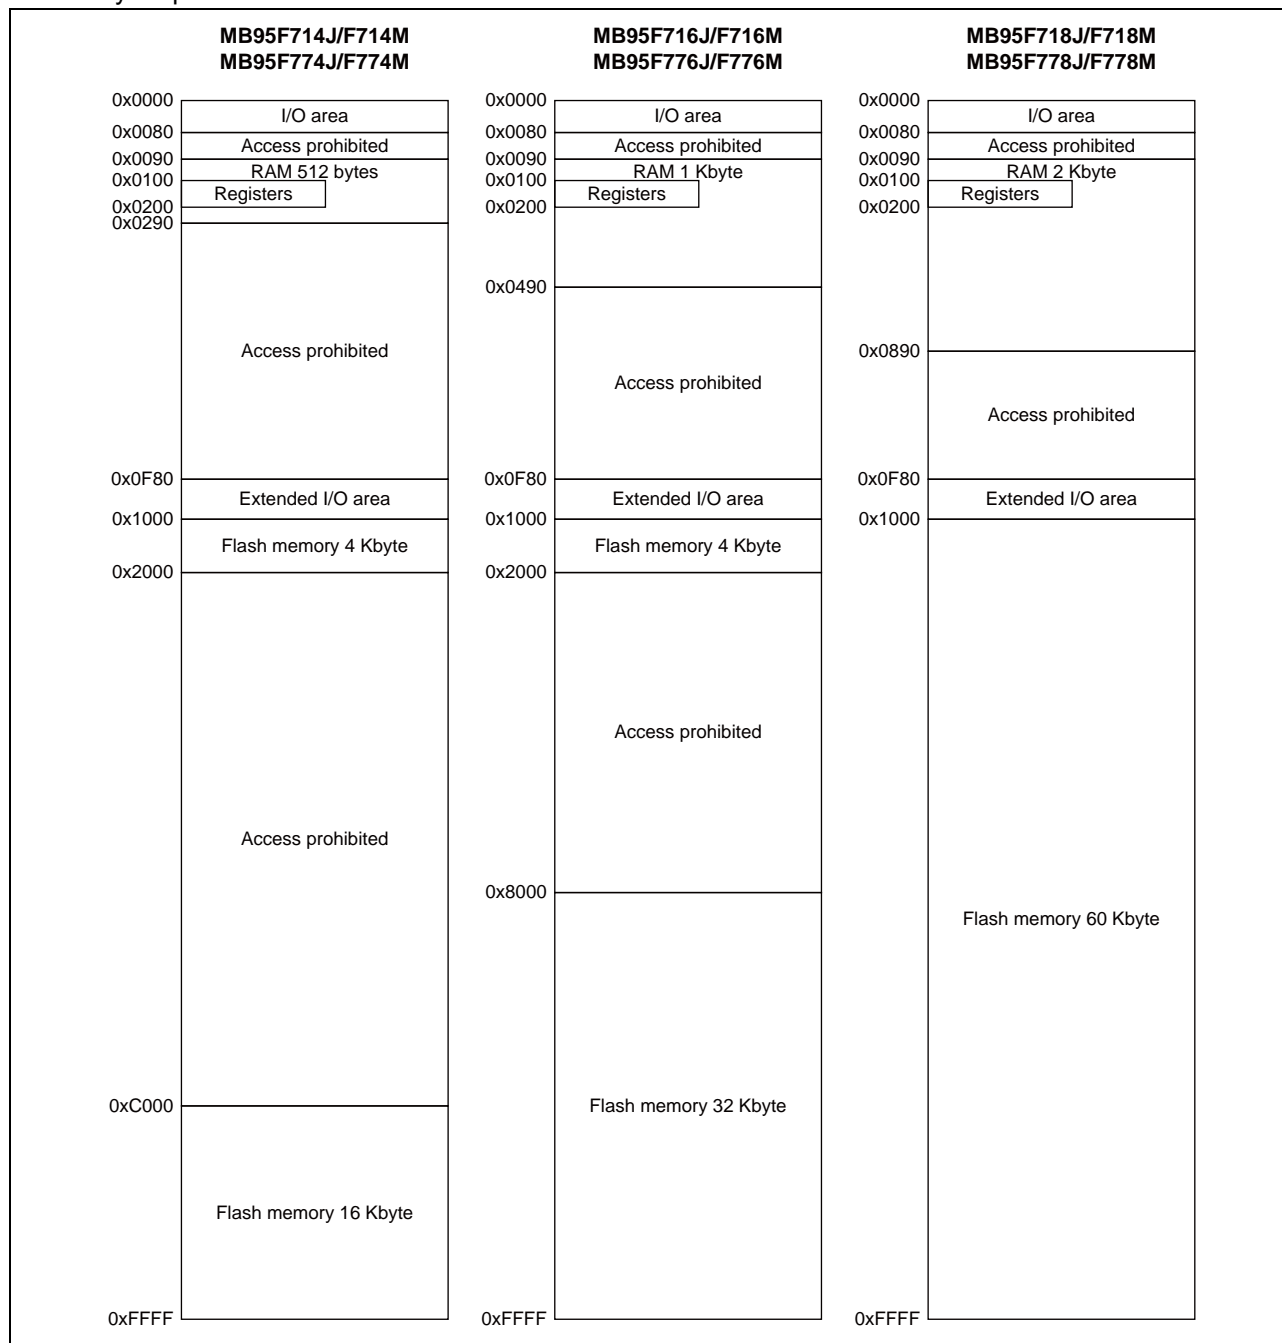 MB95F714J/F714M
MB95F774J/F774M
0x0000
I/O area
0x0080
Access prohibited
0x0090
RAM 512 bytes
0x0100
Registers
0x0200
0x0290
Access prohibited
0x0F80
Extended I/O area
0x1000
Flash memory 4 Kbyte
0x2000
Access prohibited
0xC000
Flash memory 16 Kbyte
0xFFFF
MB95F716J/F716M
MB95F776J/F776M
0x0000
I/O area
0x0080
Access prohibited
0x0090
RAM 1 Kbyte
0x0100
Registers
0x0200
0x0490
Access prohibited
0x0F80
Extended I/O area
0x1000
Flash memory 4 Kbyte
0x2000
Access prohibited
0x8000
Flash memory 32 Kbyte
0xFFFF
MB95F718J/F718M
MB95F778J/F778M
0x0000
I/O area
0x0080
Access prohibited
0x0090
RAM 2 Kbyte
0x0100
Registers
0x0200
0x0890
Access prohibited
0x0F80
Extended I/O area
0x1000
Flash memory 60 Kbyte
0xFFFF